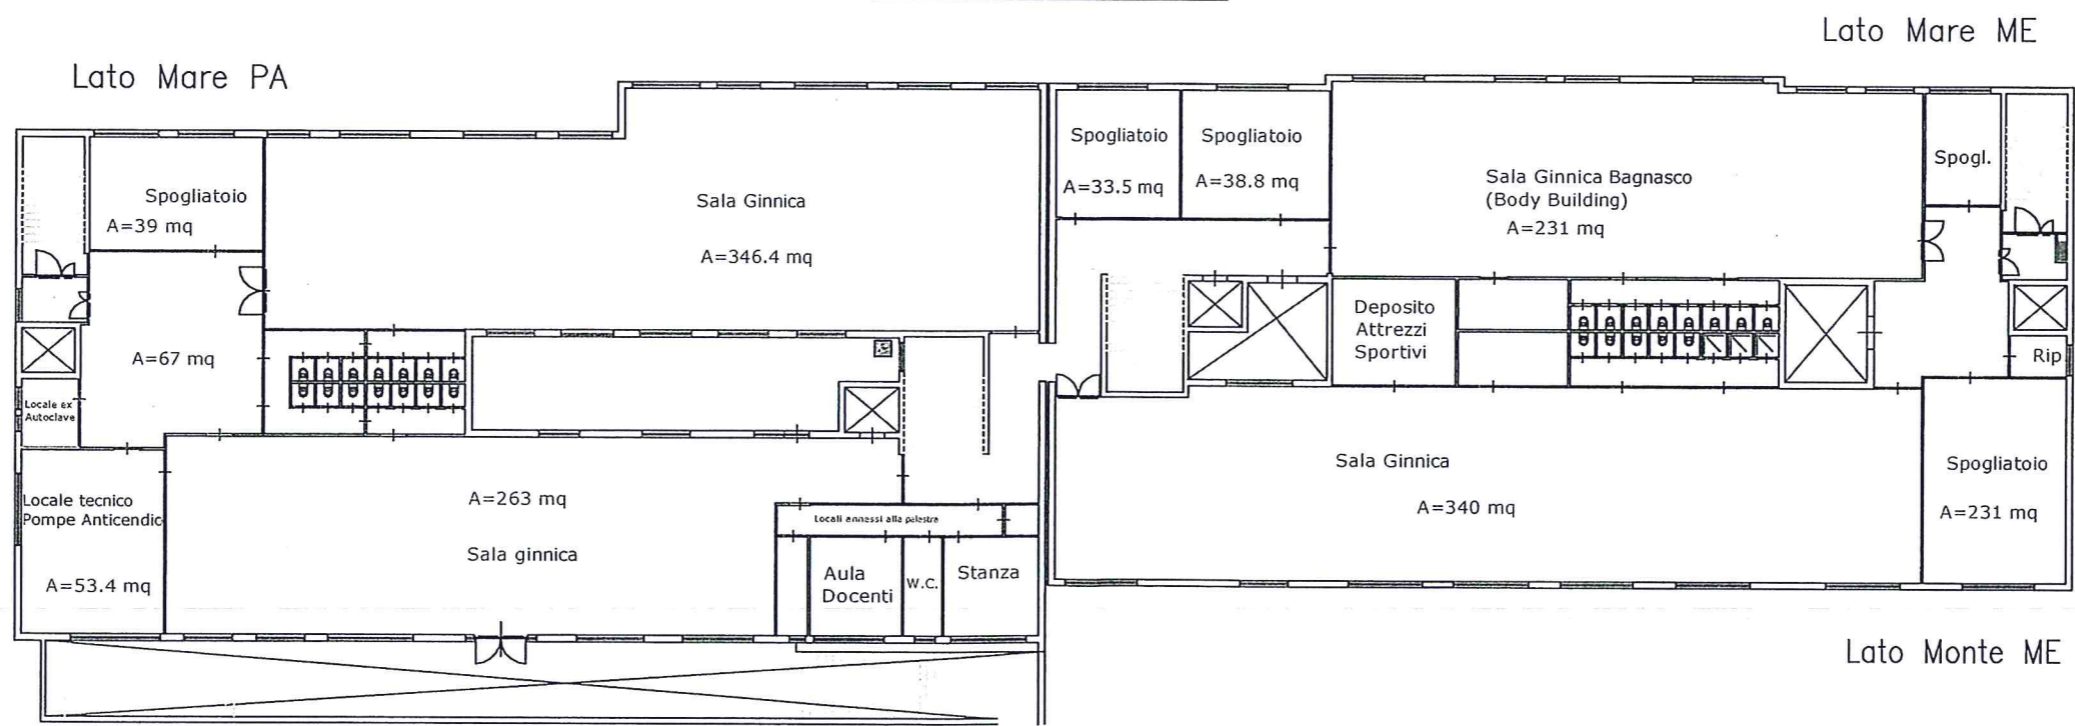 Lato Mare ME
Lato Mare PA
Spogliatoio
A=39 mq
Sala Ginnica
A=346.4 mq
Spogliatoio
A=33.5 mq
Spogliatoio
A=38.8 mq
Sala Ginnica Bagnasco
(Body Building)
A=231 mq
Spogl.
A=67 mq
Deposito
Attrezzi
Sportivi
Rip
Locale ex
Autoclave
Locale tecnico
Pompe Anticendic
A=53.4 mq
A=263 mq
Sala ginnica
Locali annessi alla palestra
Aula
Docenti
W.C.
Stanza
Sala Ginnica
A=340 mq
Spogliatoio
A=231 mq
Lato Monte ME